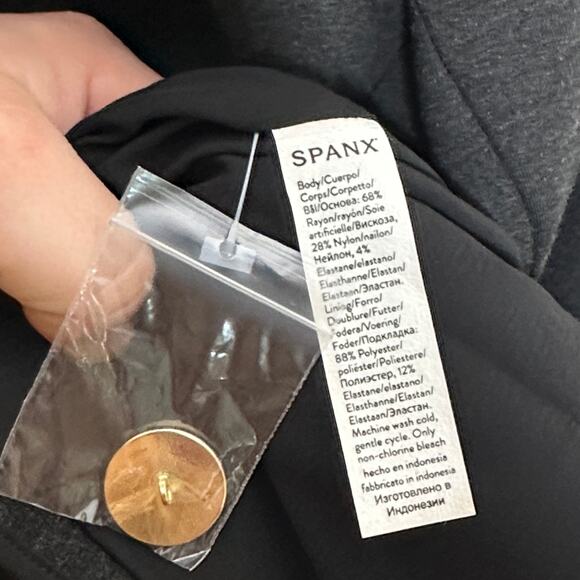 SPANX
Body/Cuerpo/
Corps/Corpetto/
Bål/Основа: 68%
Rayon/rayón/Soie
artificielle/Вискоза,
28% Nylon/nailon/
Нейлон, 4%
Elastane/elastano/
Elasthanne/Elastan/
Elastaan/Эластан.
Lining/Forro/
Doublure/Futter/
Fodera/Voering/
Foder/Подкладка:
88% Polyester/
poliéster/Poliestere/
Полиэстер, 12%
Elastane/elastano/
Elasthanne/Elastan/
Elastaan/Эластан.
Machine wash cold,
gentle cycle. Only
non-chlorine bleach
hecho en indonesia
fabbricato in indonesia
Изготовлено в
Индонезии